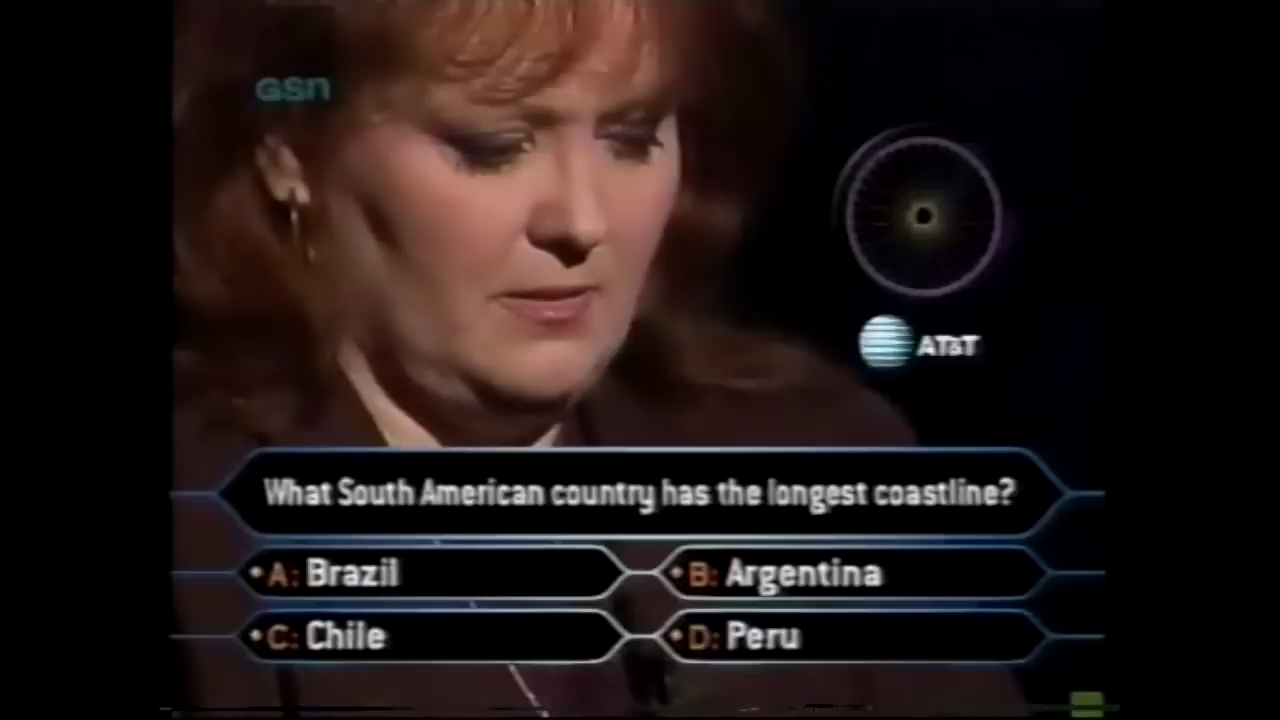 GSN
AT&T
What South American country has the longest coastline?
A: Brazil
B: Argentina
C: Chile
D: Peru